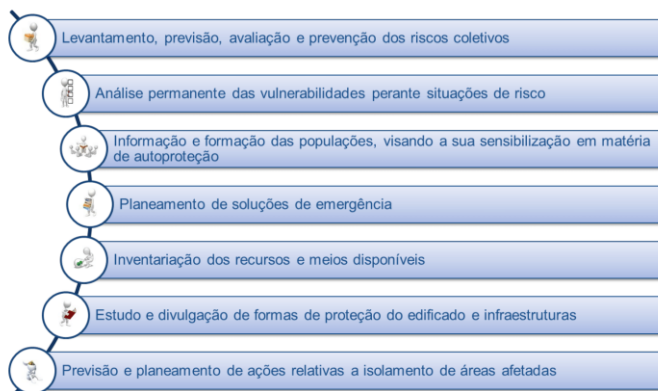 Levantamento, previsão, avaliação e prevenção dos riscos coletivos
Análise permanente das vulnerabilidades perante situações de risco
Informação e formação das populações, visando a sua sensibilização em matéria
de autoproteção
Planeamento de soluções de emergência
Inventariação dos recursos e meios disponíveis
Estudo e divulgação de formas de proteção do edificado e infraestruturas
Previsão e planeamento de ações relativas a isolamento de áreas afetadas